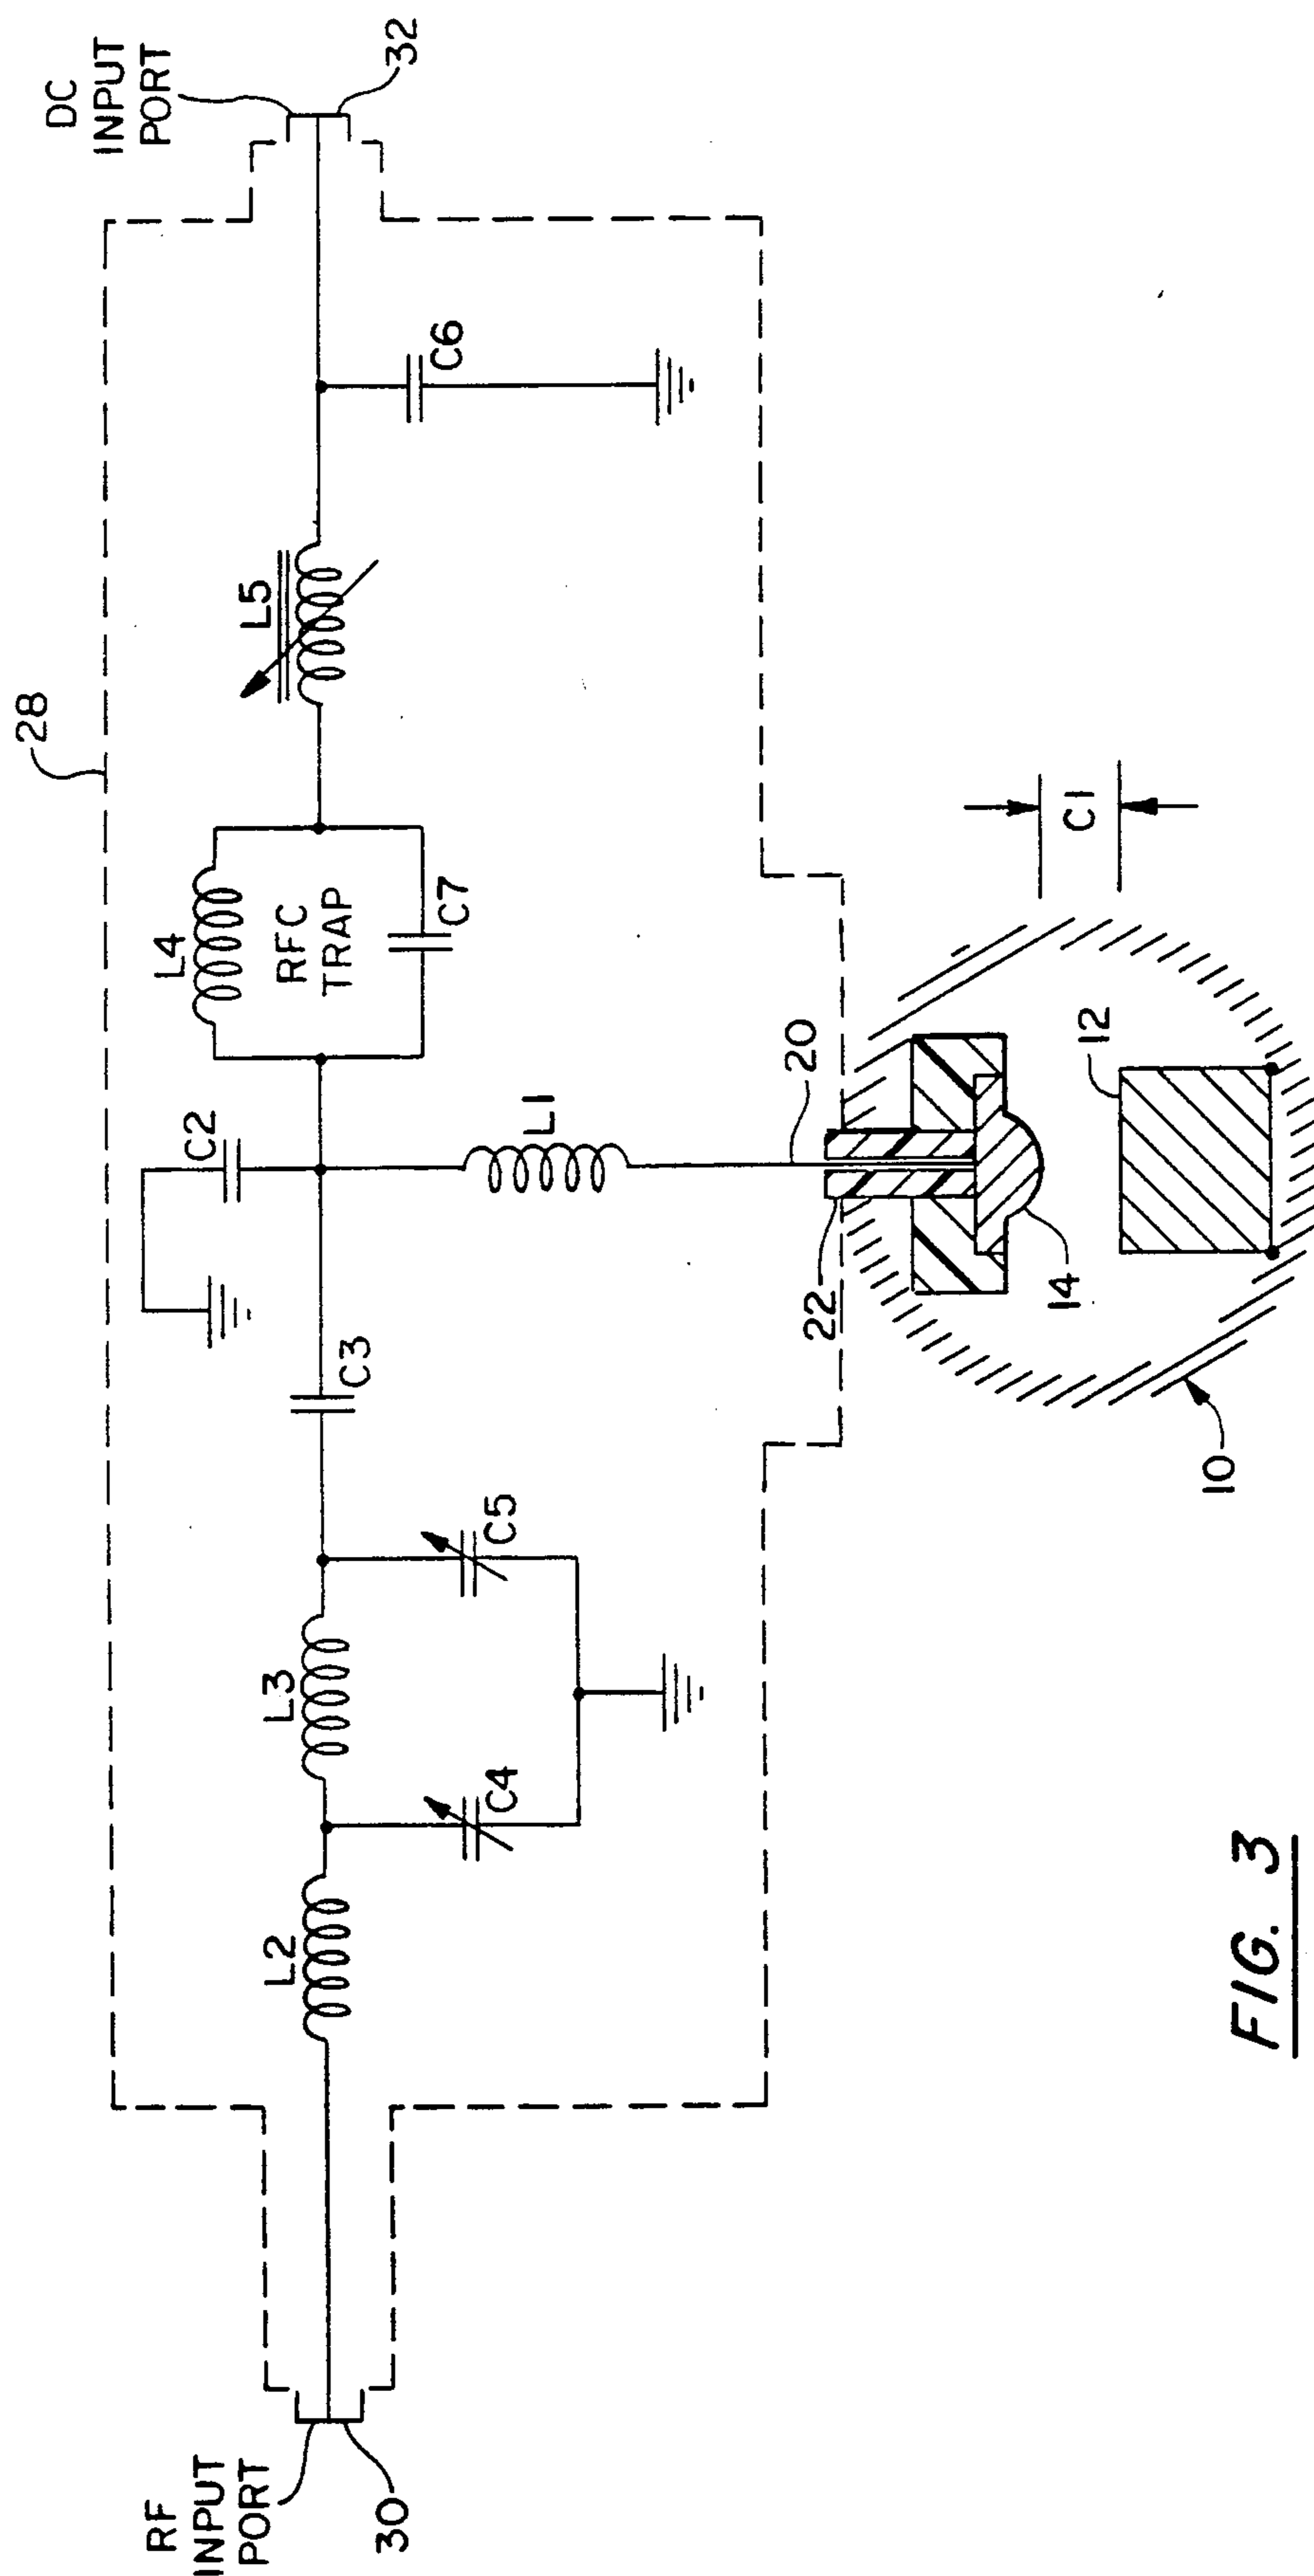 28
RF
INPUT
PORT
30
DC
INPUT
PORT
32
L2
L3
C4
C5
C3
C2
L4
RFC
TRAP
C7
L5
C6
L1
20
22
14
12
10
C1
FIG. 3